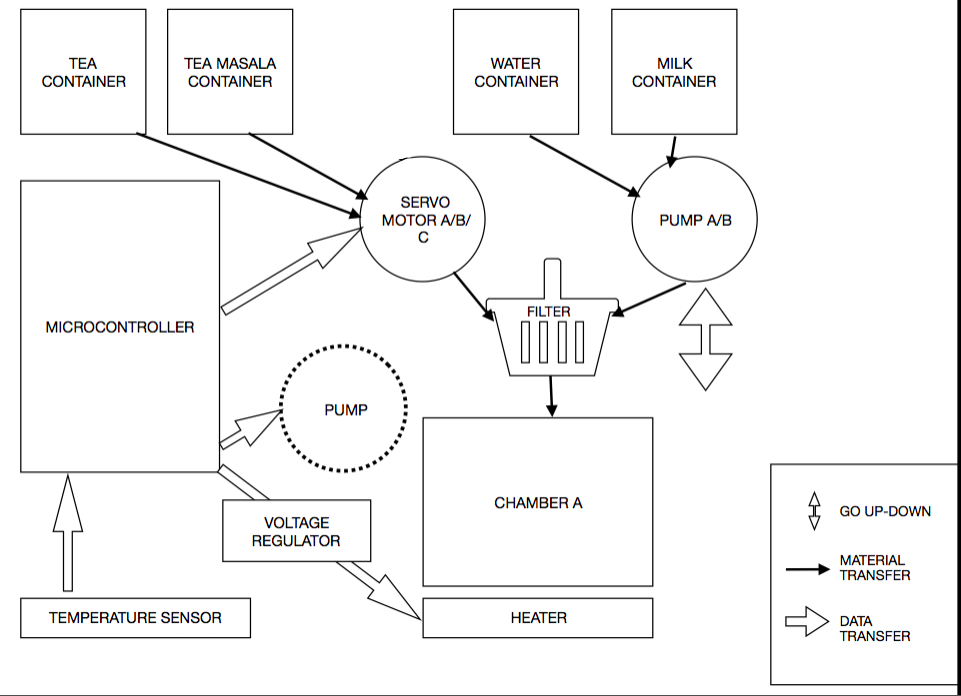 TEA
CONTAINER
TEA MASALA
CONTAINER
WATER
CONTAINER
MILK
CONTAINER
SERVO
MOTOR A/B/
C
PUMP A/B
MICROCONTROLLER
FILTER
PUMP
CHAMBER A
VOLTAGE
REGULATOR
TEMPERATURE SENSOR
HEATER
GO UP-DOWN
MATERIAL
TRANSFER
DATA
TRANSFER